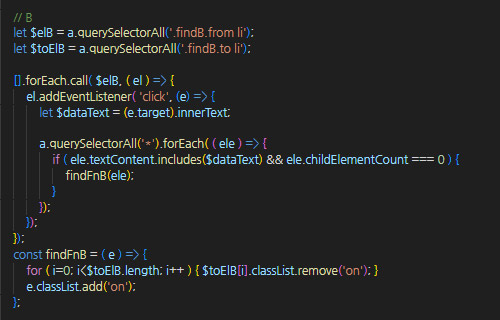 // B
let $elB = a.querySelectorAll('.findB.from li');
let $toElB = a.querySelectorAll('.findB.to li');
[].forEach.call( $elB, ( el ) => {
el.addEventListener( 'click', (e) => {
let $dataText = (e.target).innerText;
a.querySelectorAll('*').forEach( ( ele ) => {
if ( ele.textContent.includes($dataText) && ele.childElementCount === 0 ) {
findFnB(ele);
}
});
});
});
const findFnB = ( e ) => {
for ( i=0; i<$toElB.length; i++ ) { $toElB[i].classList.remove('on'); }
e.classList.add('on');
};